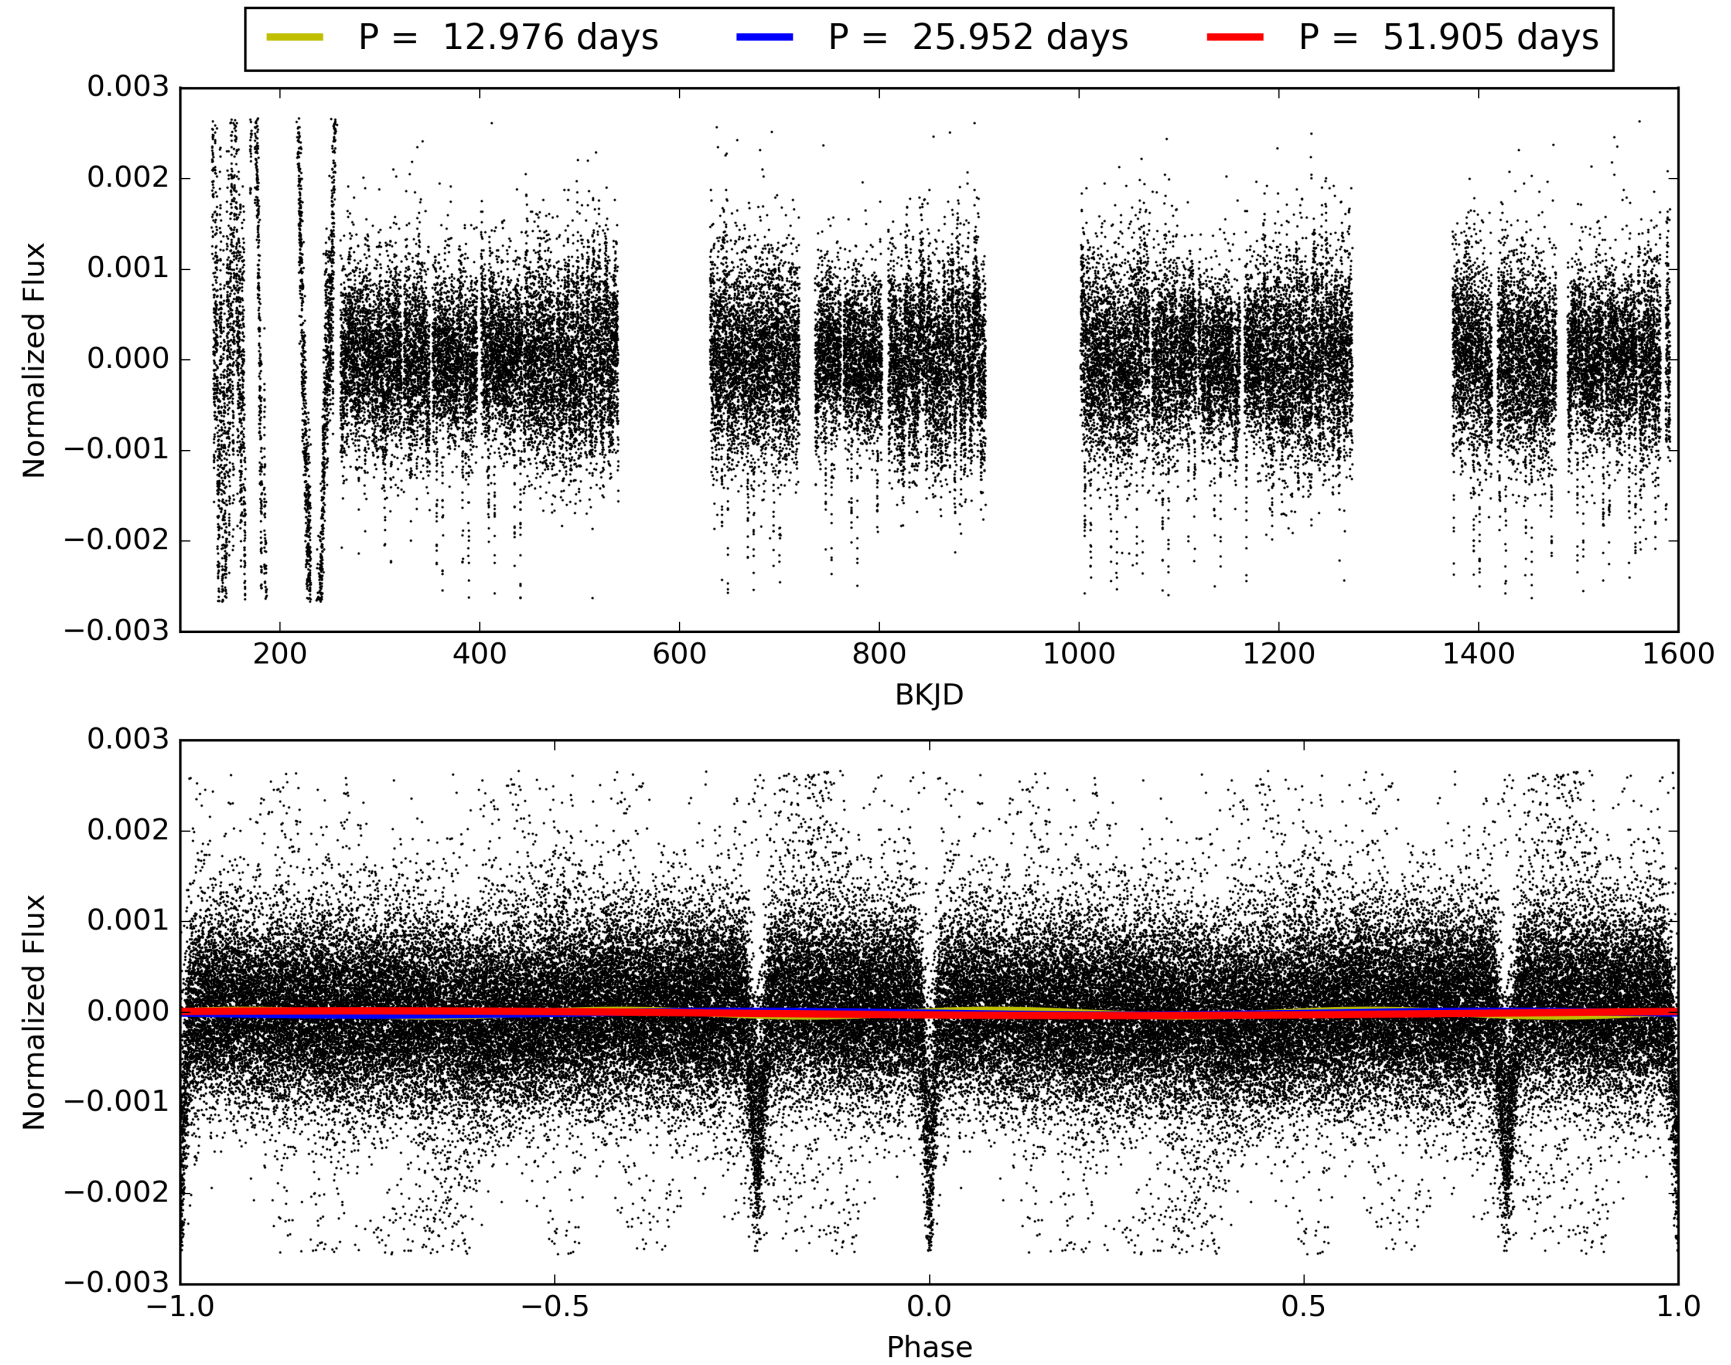 P = 12.976 days P = 25.952 days P = 51.905 days
0.003
0.002
0.001
0.000
−0.001
−0.002
−0.003
Normalized Flux
200 400 600 800 1000 1200 1400 1600
BKJD
0.003
0.002
0.001
0.000
−0.001
−0.002
−0.003
Normalized Flux
−1.0 −0.5 0.0 0.5 1.0
Phase